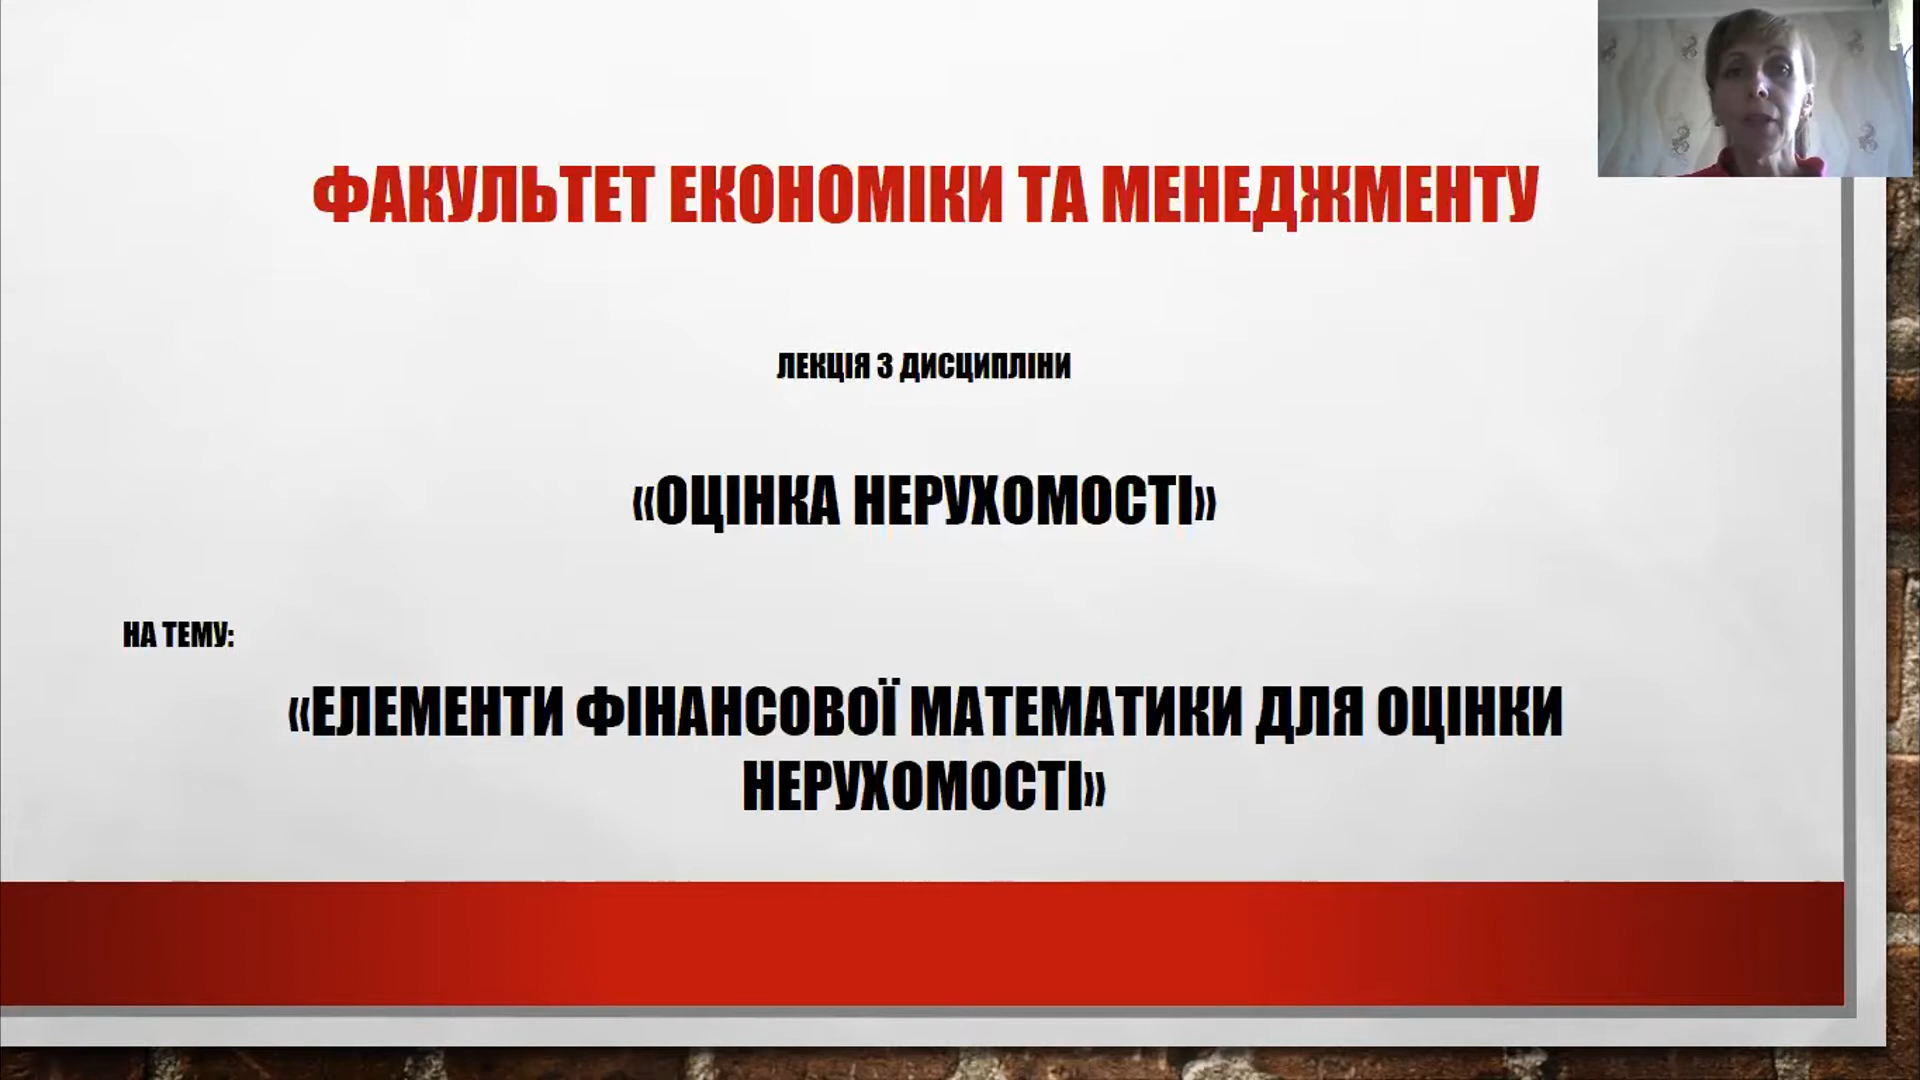 ФАКУЛЬТЕТ ЕКОНОМІКИ ТА МЕНЕДЖМЕНТУ
ЛЕКЦІЯ З ДИСЦИПЛІНИ
«ОЦІНКА НЕРУХОМОСТІ»
НА ТЕМУ:
«ЕЛЕМЕНТИ ФІНАНСОВОЇ МАТЕМАТИКИ ДЛЯ ОЦІНКИ
НЕРУХОМОСТІ»